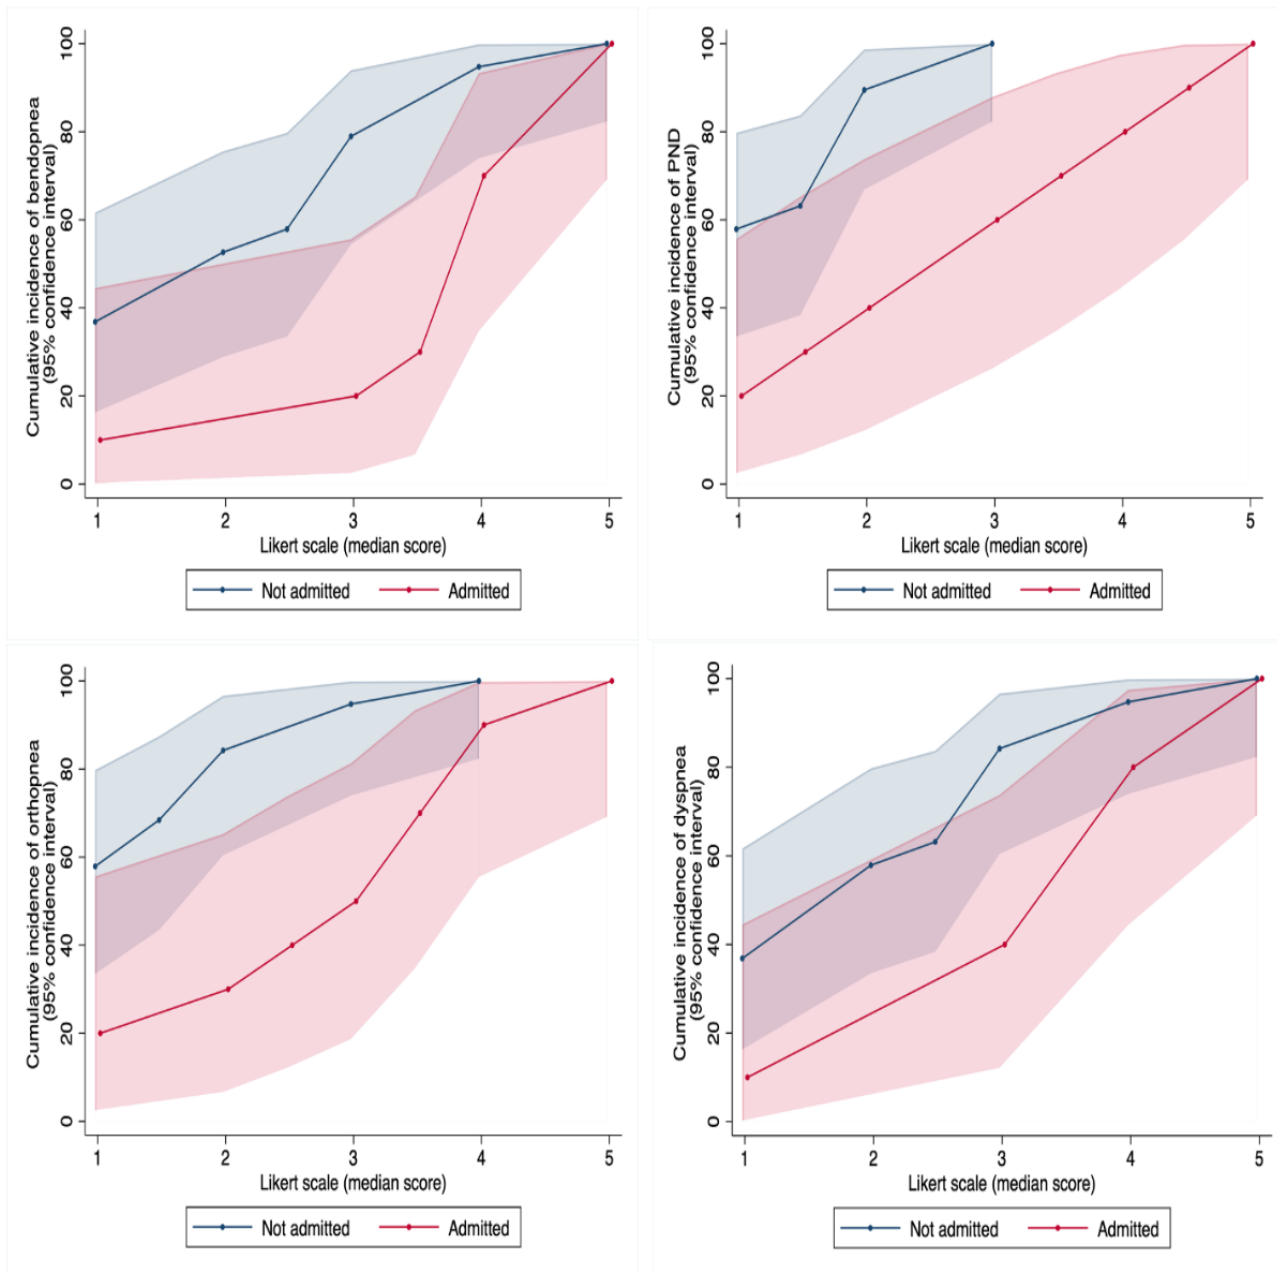 Cumulative incidence of bendopnea
(95% confidence interval)
100
80
60
40
20
0
1 2 3 4 5
Likert scale (median score)
Not admitted Admitted
Cumulative incidence of PND
(95% confidence interval)
100
80
60
40
20
0
1 2 3 4 5
Likert scale (median score)
Not admitted Admitted
Cumulative incidence of orthopnea
(95% confidence interval)
100
80
60
40
20
0
1 2 3 4 5
Likert scale (median score)
Not admitted Admitted
Cumulative incidence of dyspnea
(95% confidence interval)
100
80
60
40
20
0
1 2 3 4 5
Likert scale (median score)
Not admitted Admitted